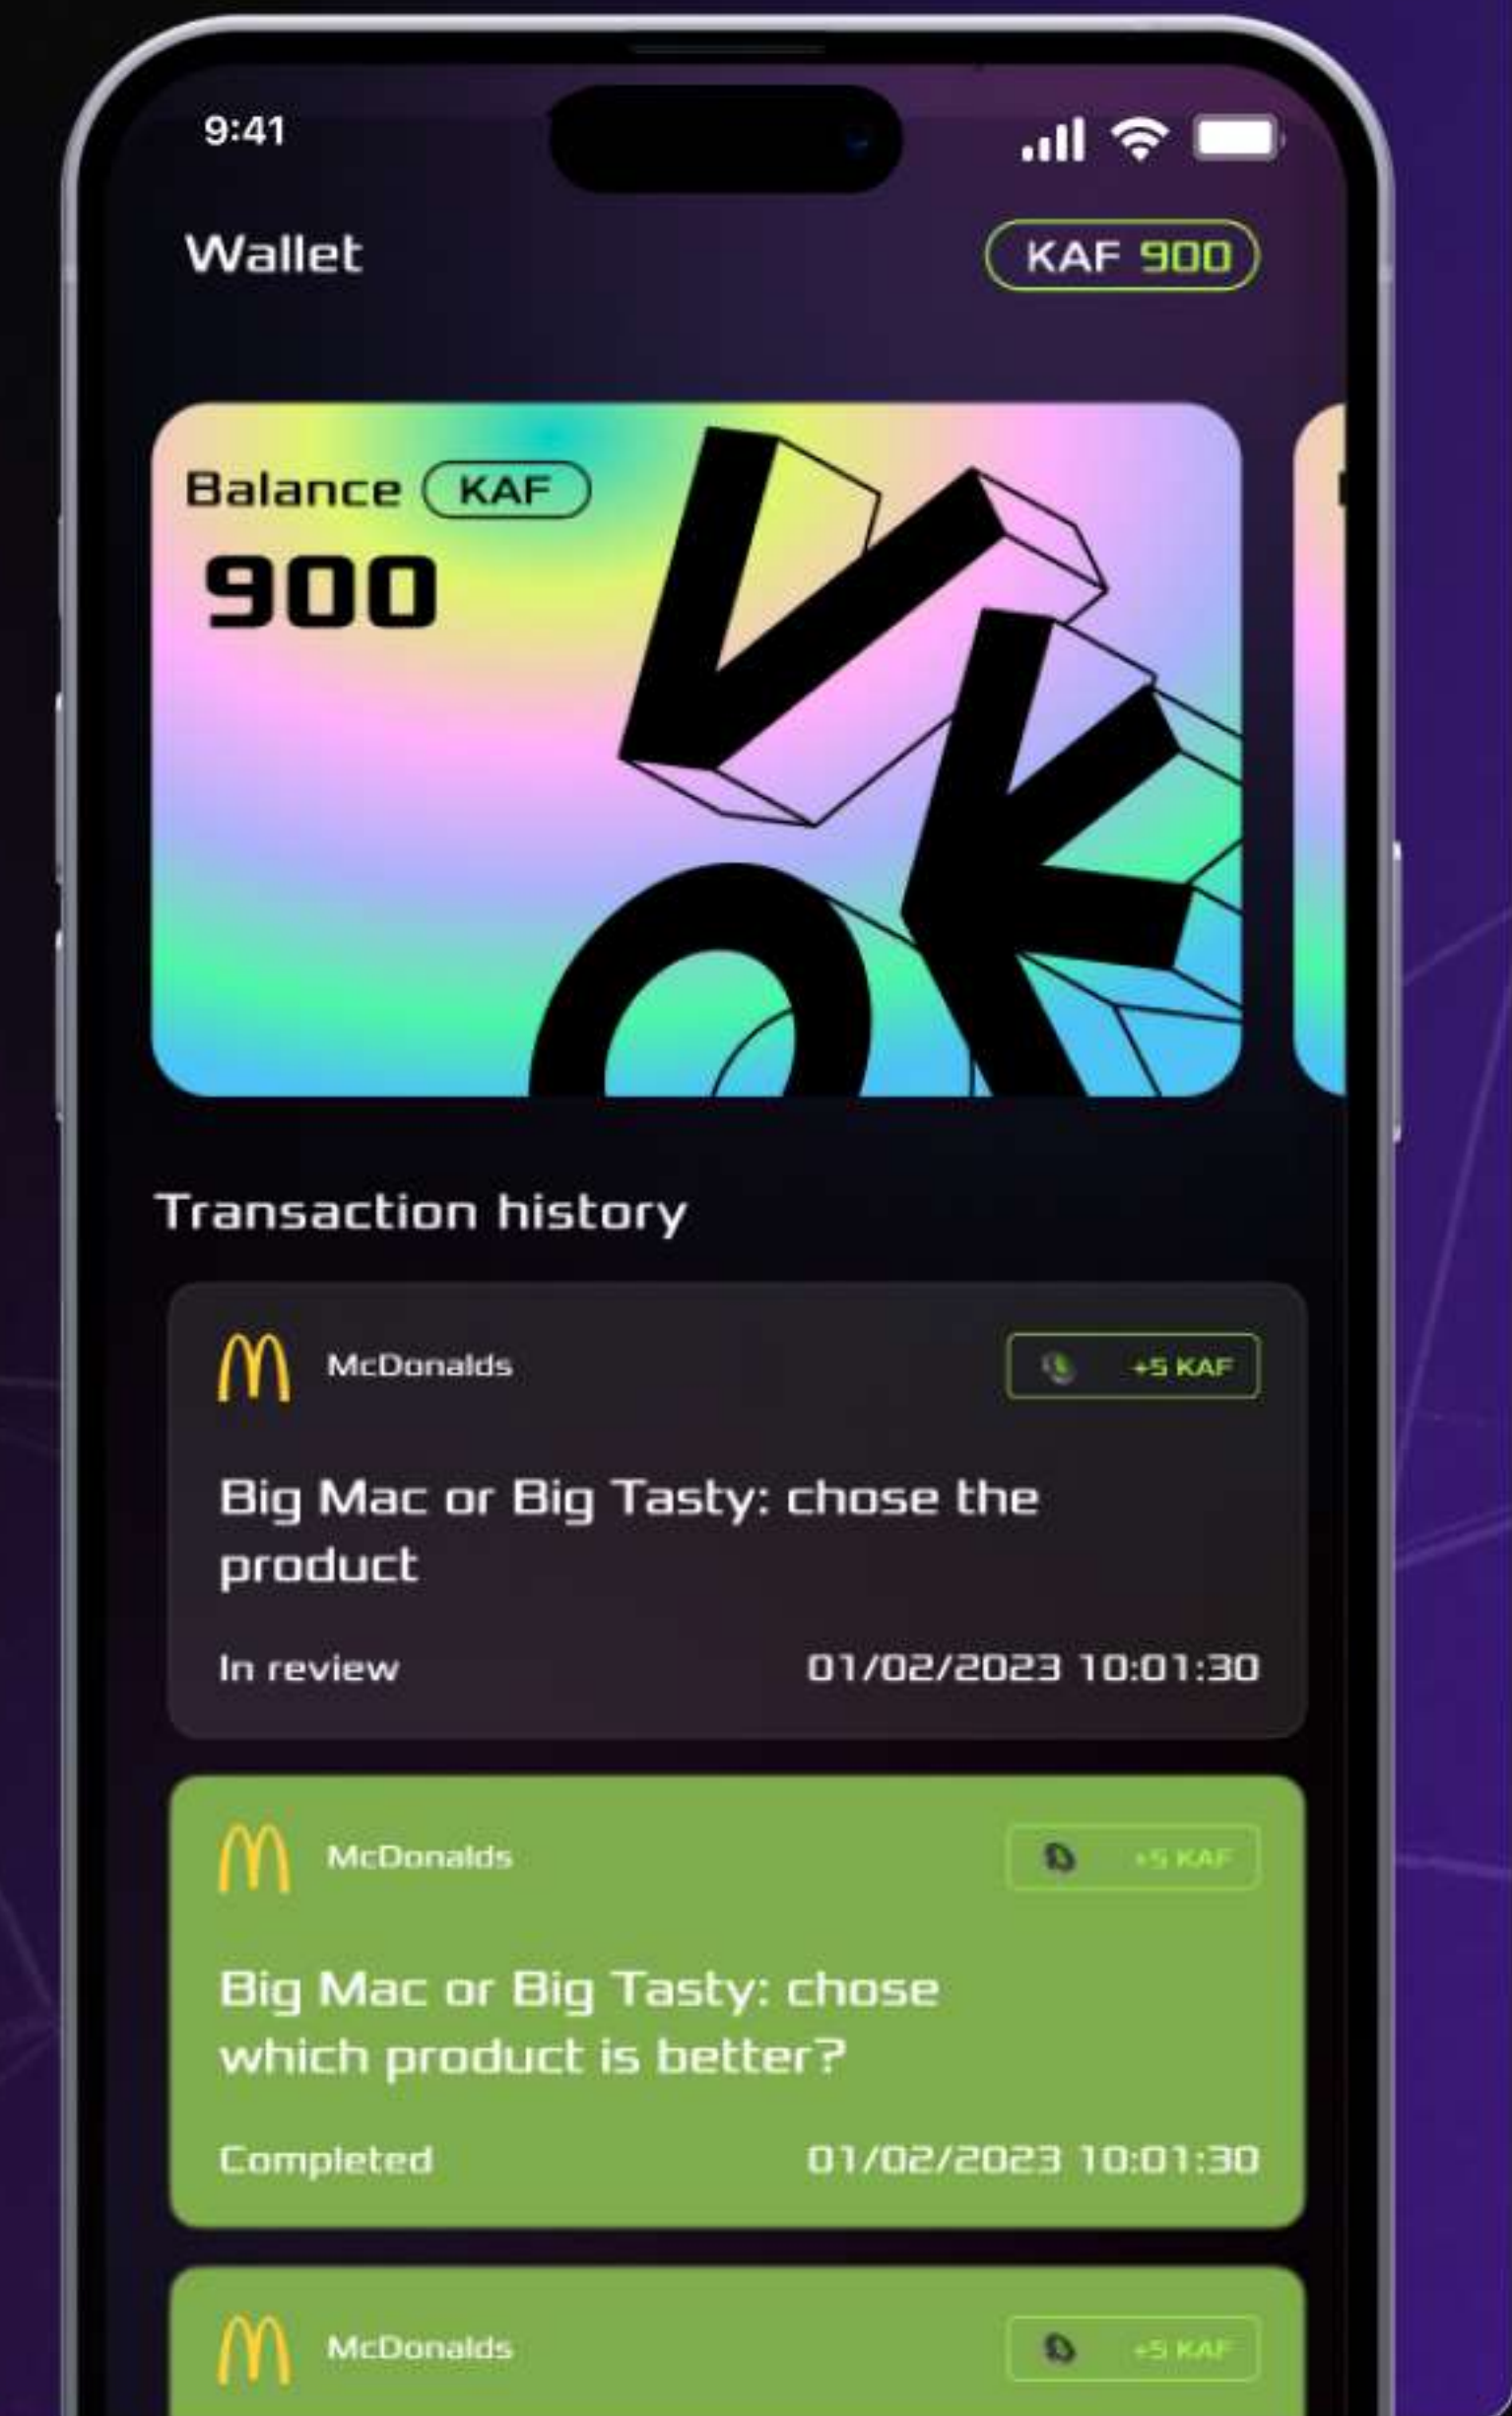 9:41
Wallet
KAF 900
Balance KAF
900
VOK
Transaction history
McDonalds
+5 KAF
Big Mac or Big Tasty: chose the
product
In review
01/02/2023 10:01:30
McDonalds
+5 KAF
Big Mac or Big Tasty: chose
which product is better?
Completed
01/02/2023 10:01:30
McDonalds
+5 KAF